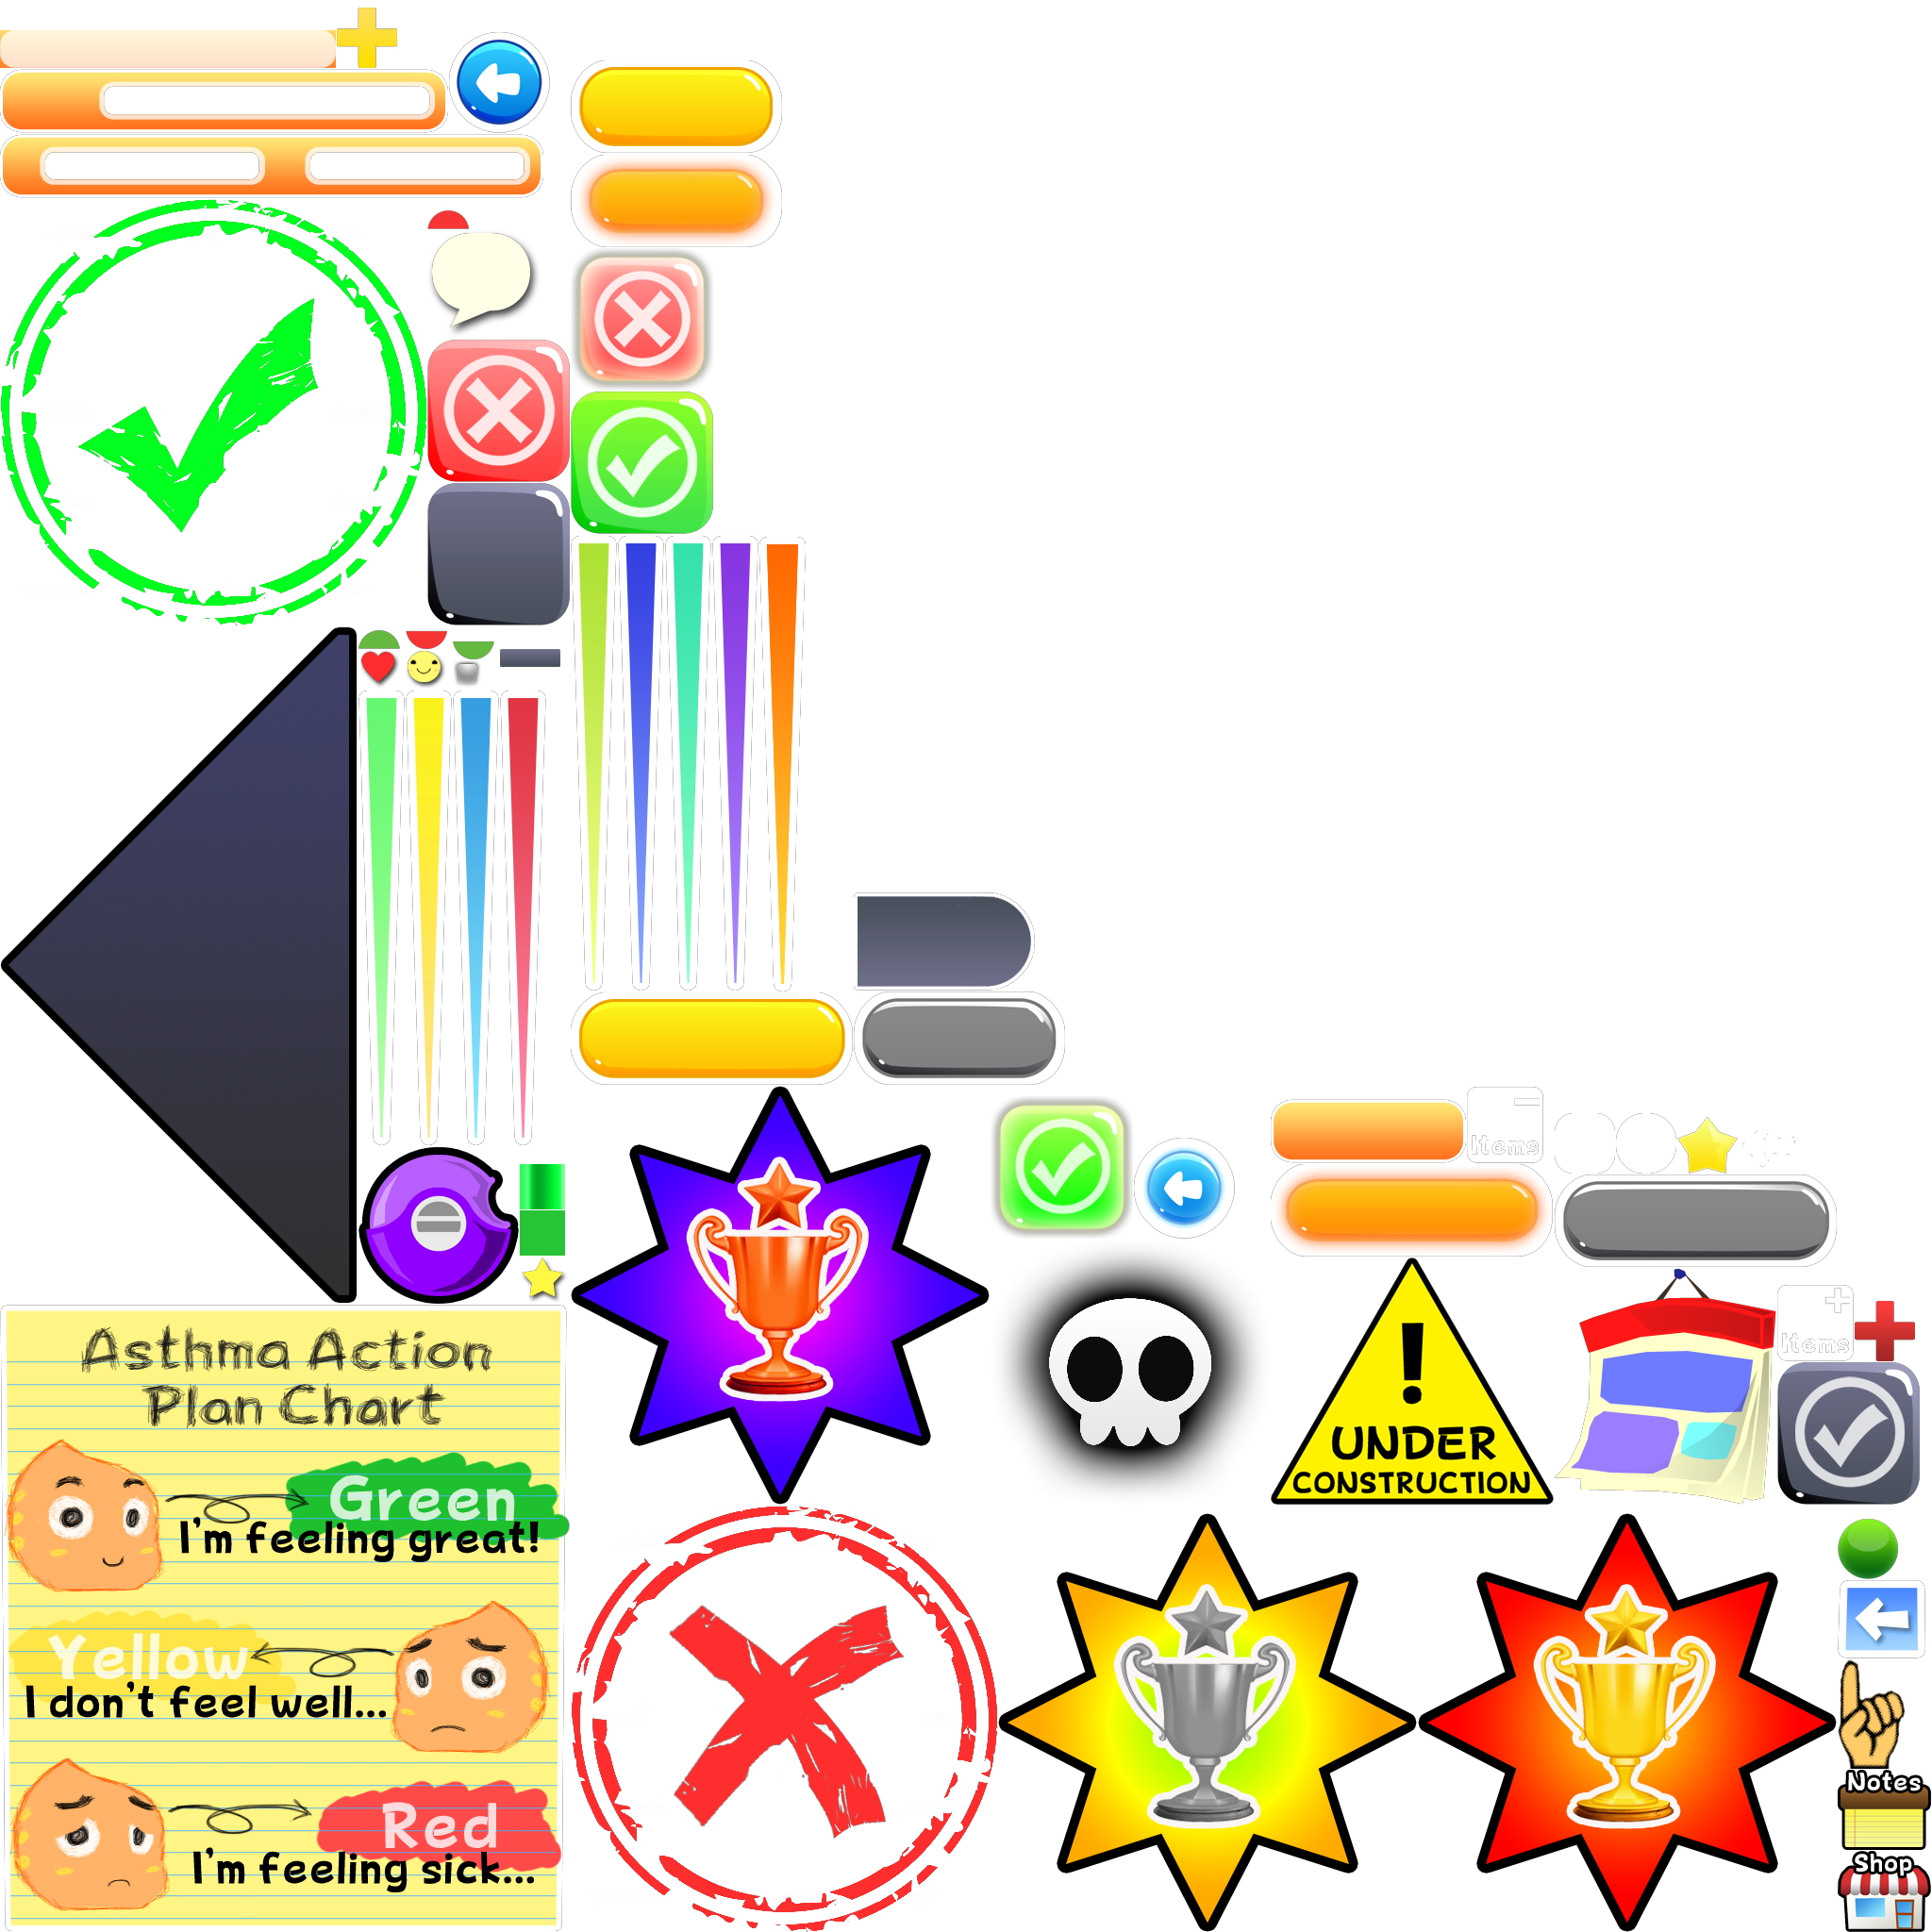 Items
Items
!
UNDER
CONSTRUCTION
Asthma Action
Plan Chart
Green
I'm feeling great!
Yellow
I don't feel well...
Red
I'm feeling sick...
Notes
Shop